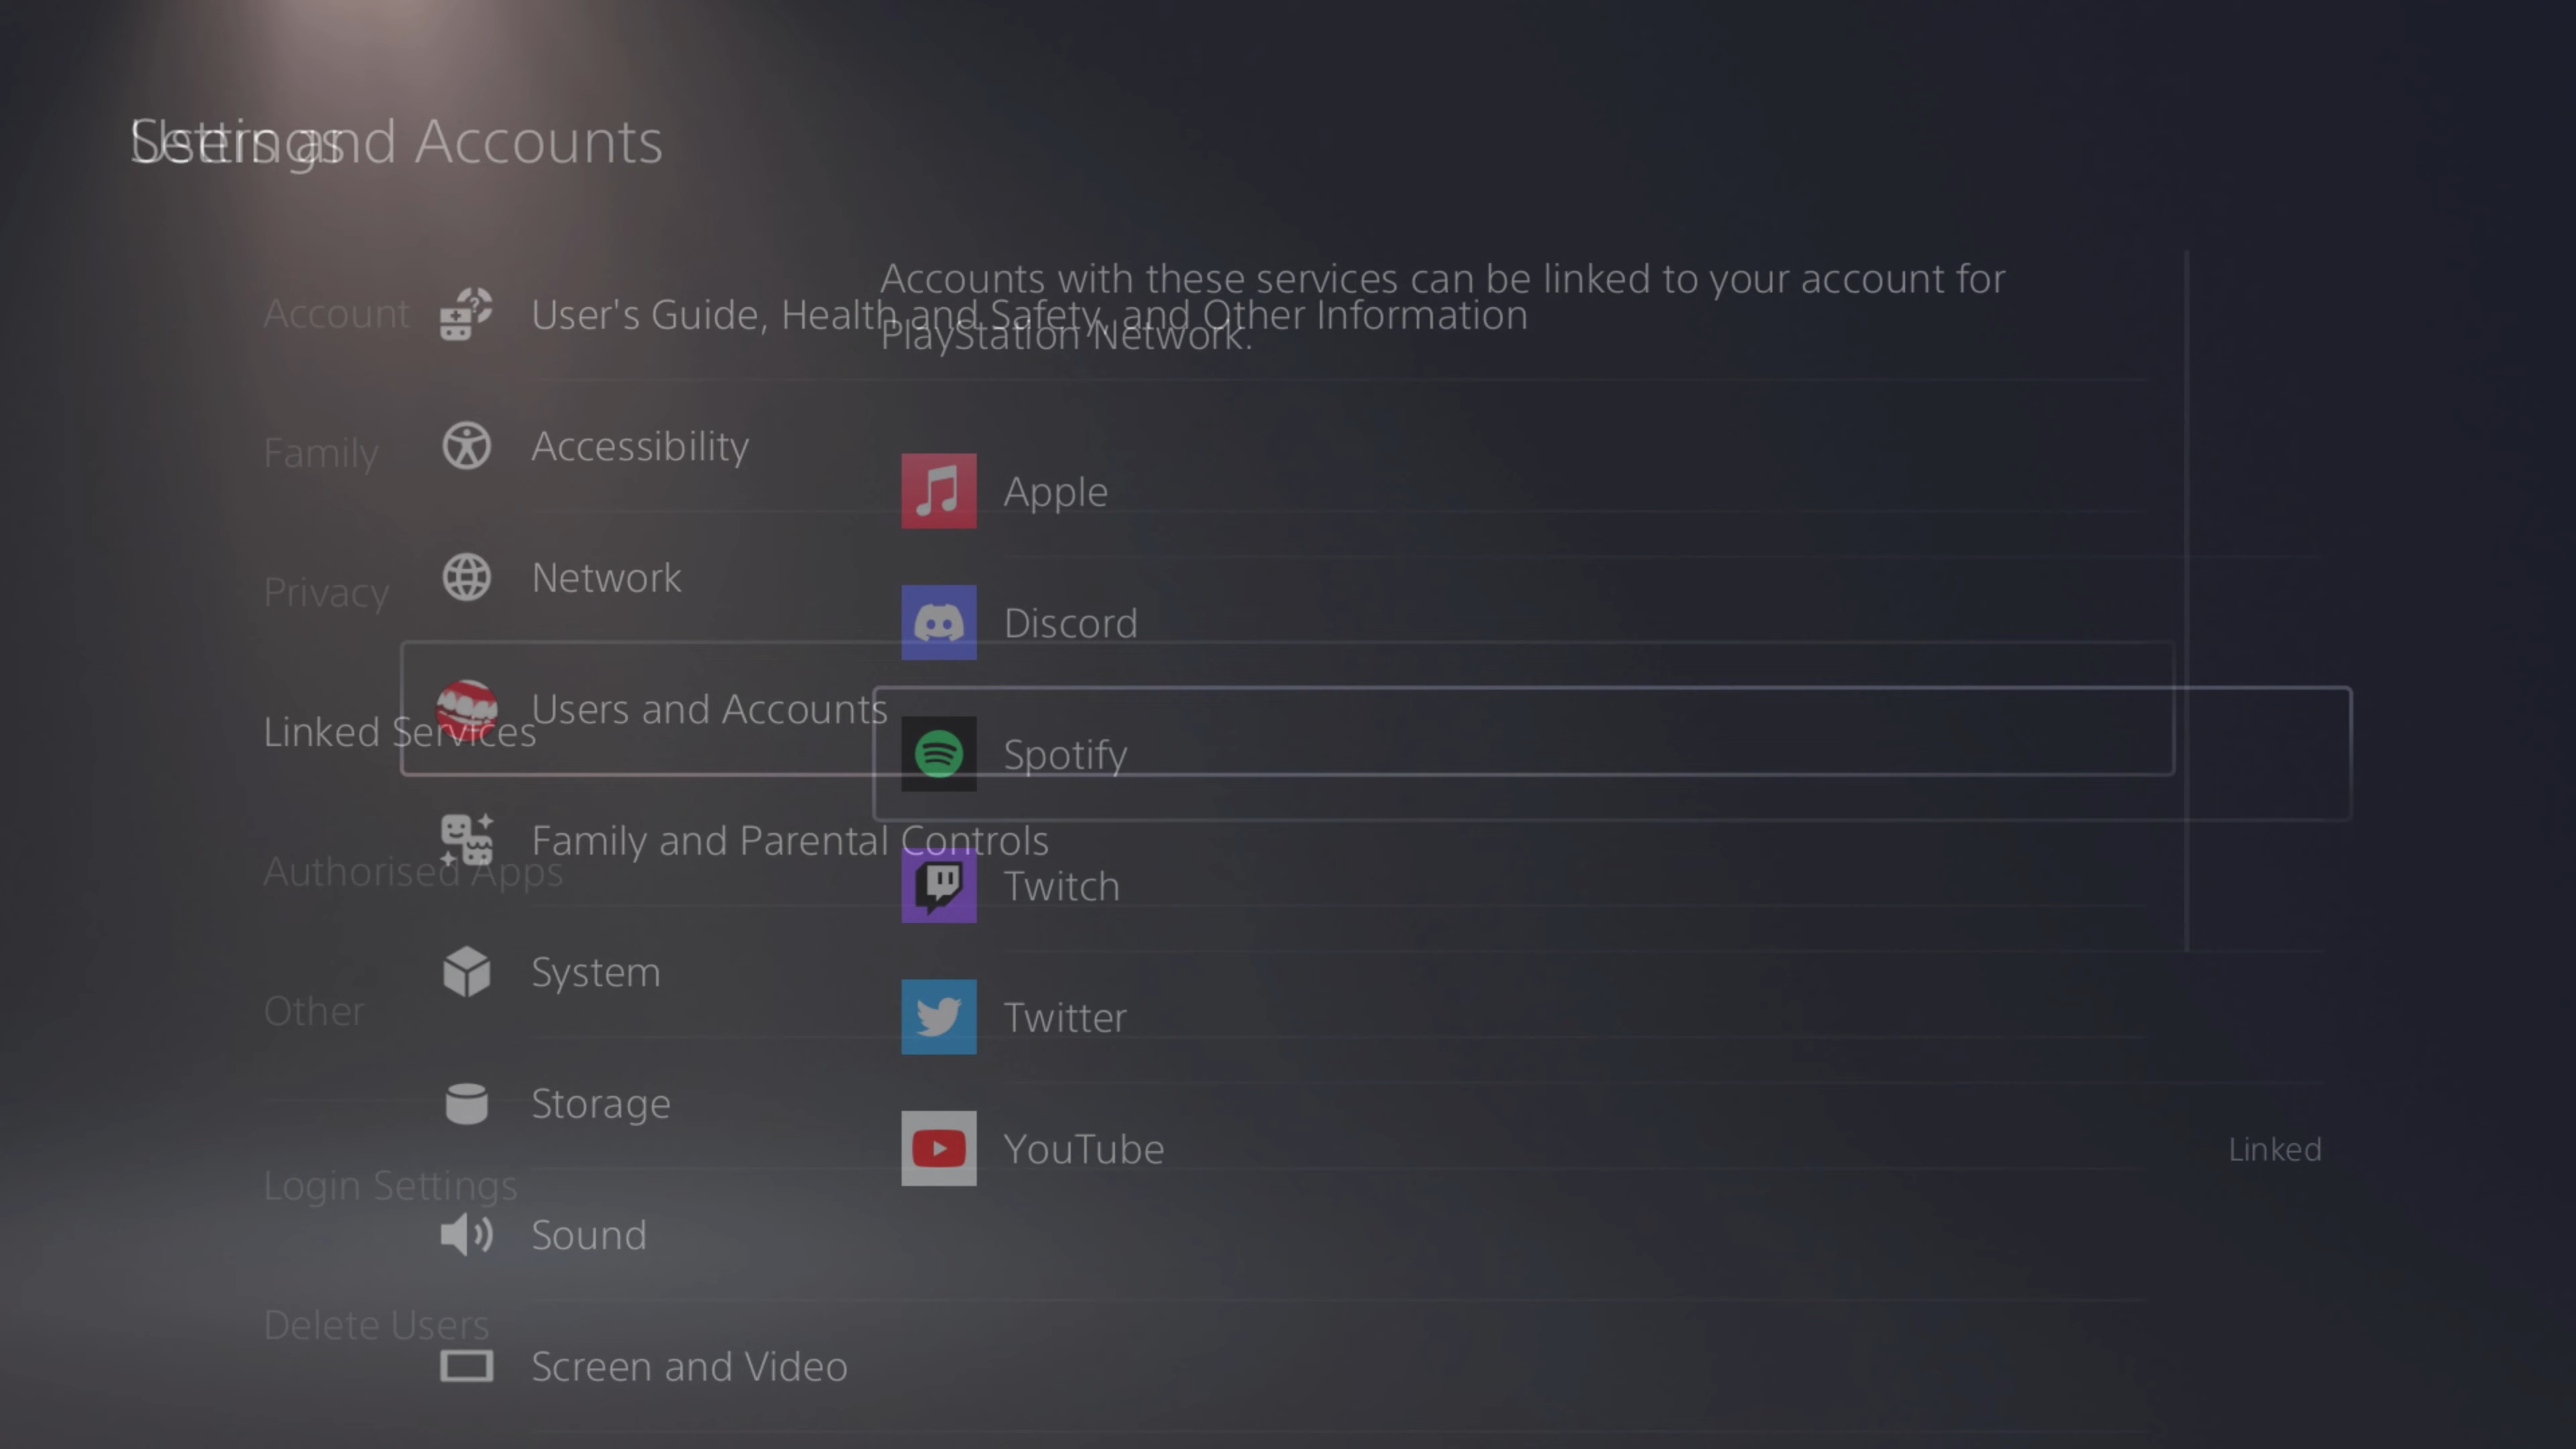 Settings
Users and Accounts
User's Guide, Health and Safety, and Other Information
Accessibility
Network
Users and Accounts
Family and Parental Controls
System
Storage
Sound
Screen and Video
Account
Family
Privacy
Linked Services
Authorised Apps
Other
Login Settings
Delete Users
Accounts with these services can be linked to your account for
PlayStation Network.
Apple
Discord
Spotify
Twitch
Twitter
YouTube
Linked